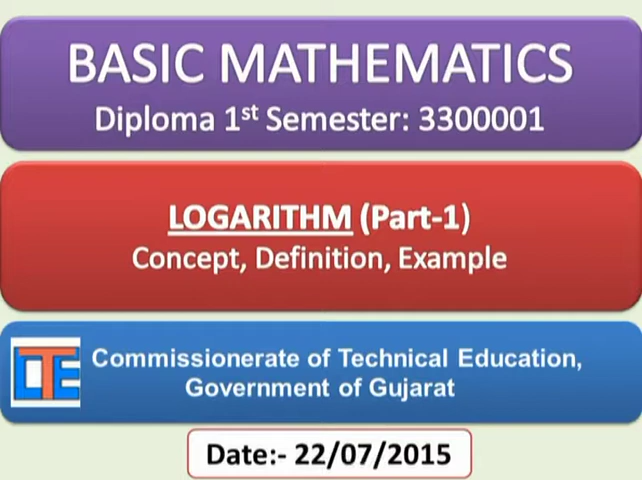 BASIC MATHEMATICS
Diploma 1st Semester: 3300001
LOGARITHM (Part-1)
Concept, Definition, Example
CTE
Commissionerate of Technical Education,
Government of Gujarat
Date:- 22/07/2015